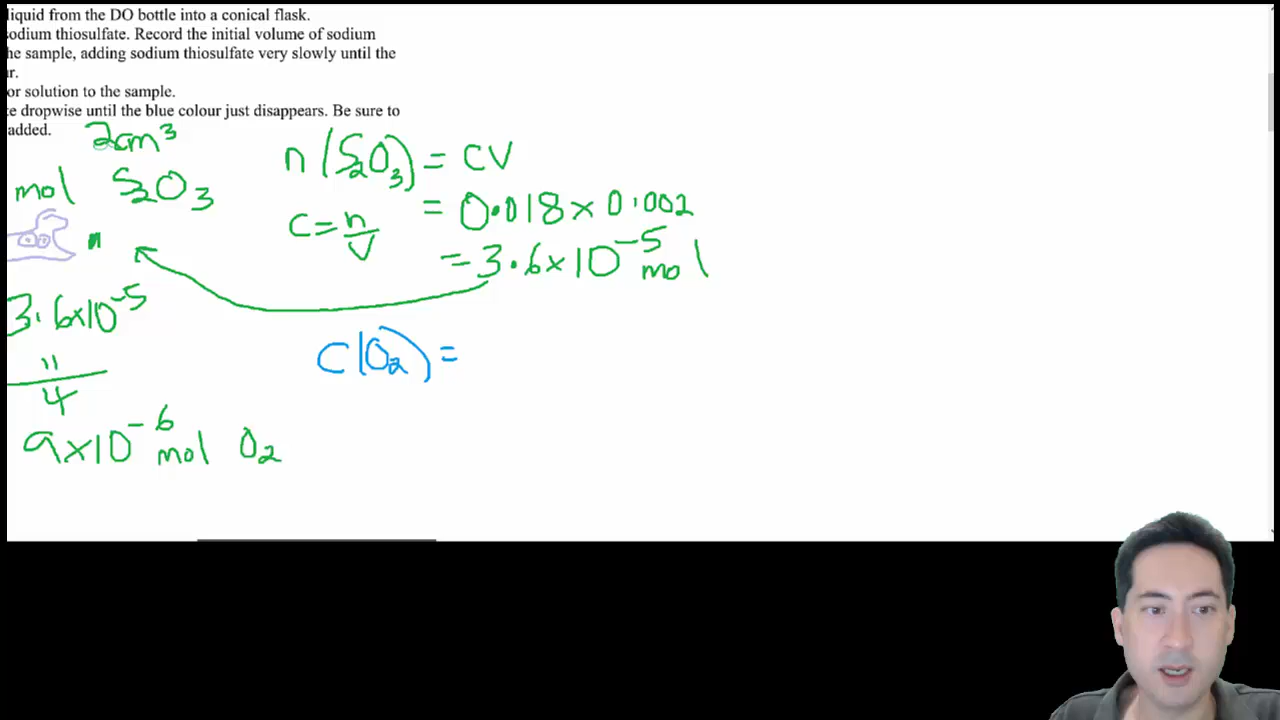 liquid from the DO bottle into a conical flask.
odium thiosulfate. Record the initial volume of sodium
he sample, adding sodium thiosulfate very slowly until the
ur.
or solution to the sample.
e dropwise until the blue colour just disappears. Be sure to
added.
2cm³
mol S₂O₃
n(S₂O₃) = CV
= 0.018 × 0.002
C = n/V
= 3.6×10⁻⁵ mol
n
3.6×10⁻⁵
4
C(O₂) =
9×10⁻⁶ mol O₂